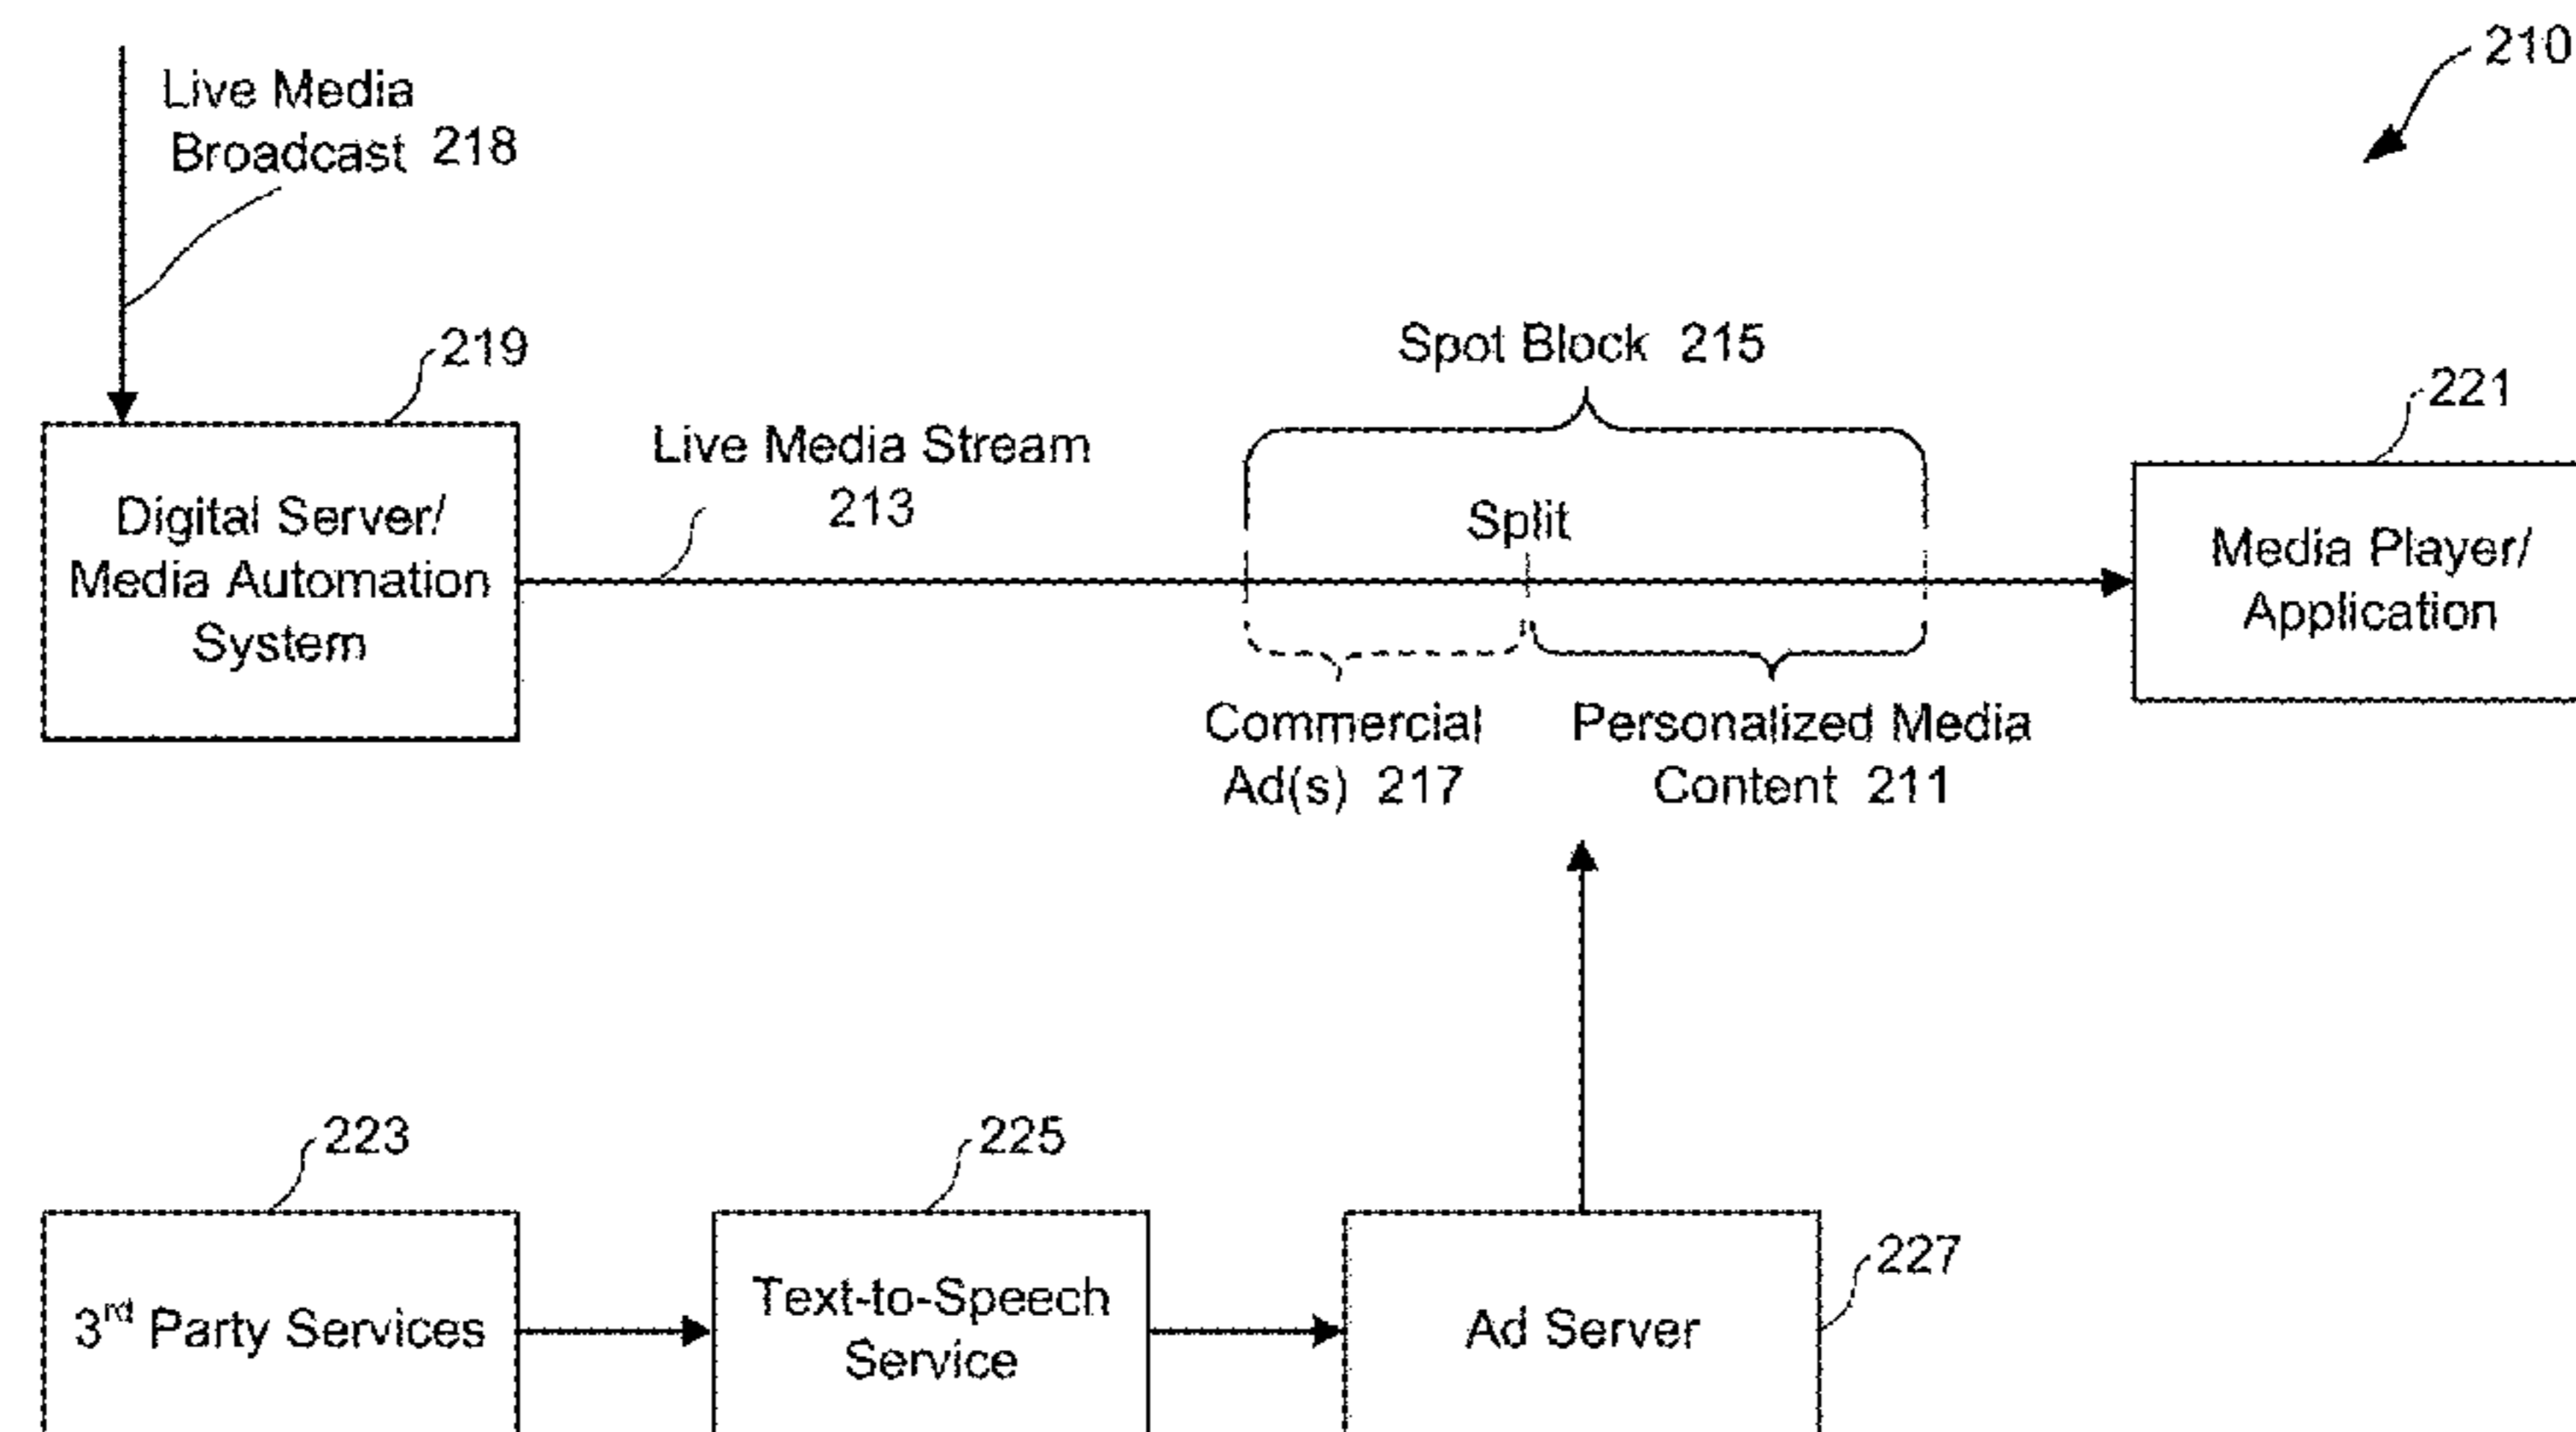 210
Live Media
Broadcast 218
219
Spot Block 215
221
Live Media Stream
213
Split
Digital Server/
Media Automation
System
Media Player/
Application
Commercial
Ad(s) 217
Personalized Media
Content 211
223
225
227
3rd Party Services
Text-to-Speech
Service
Ad Server